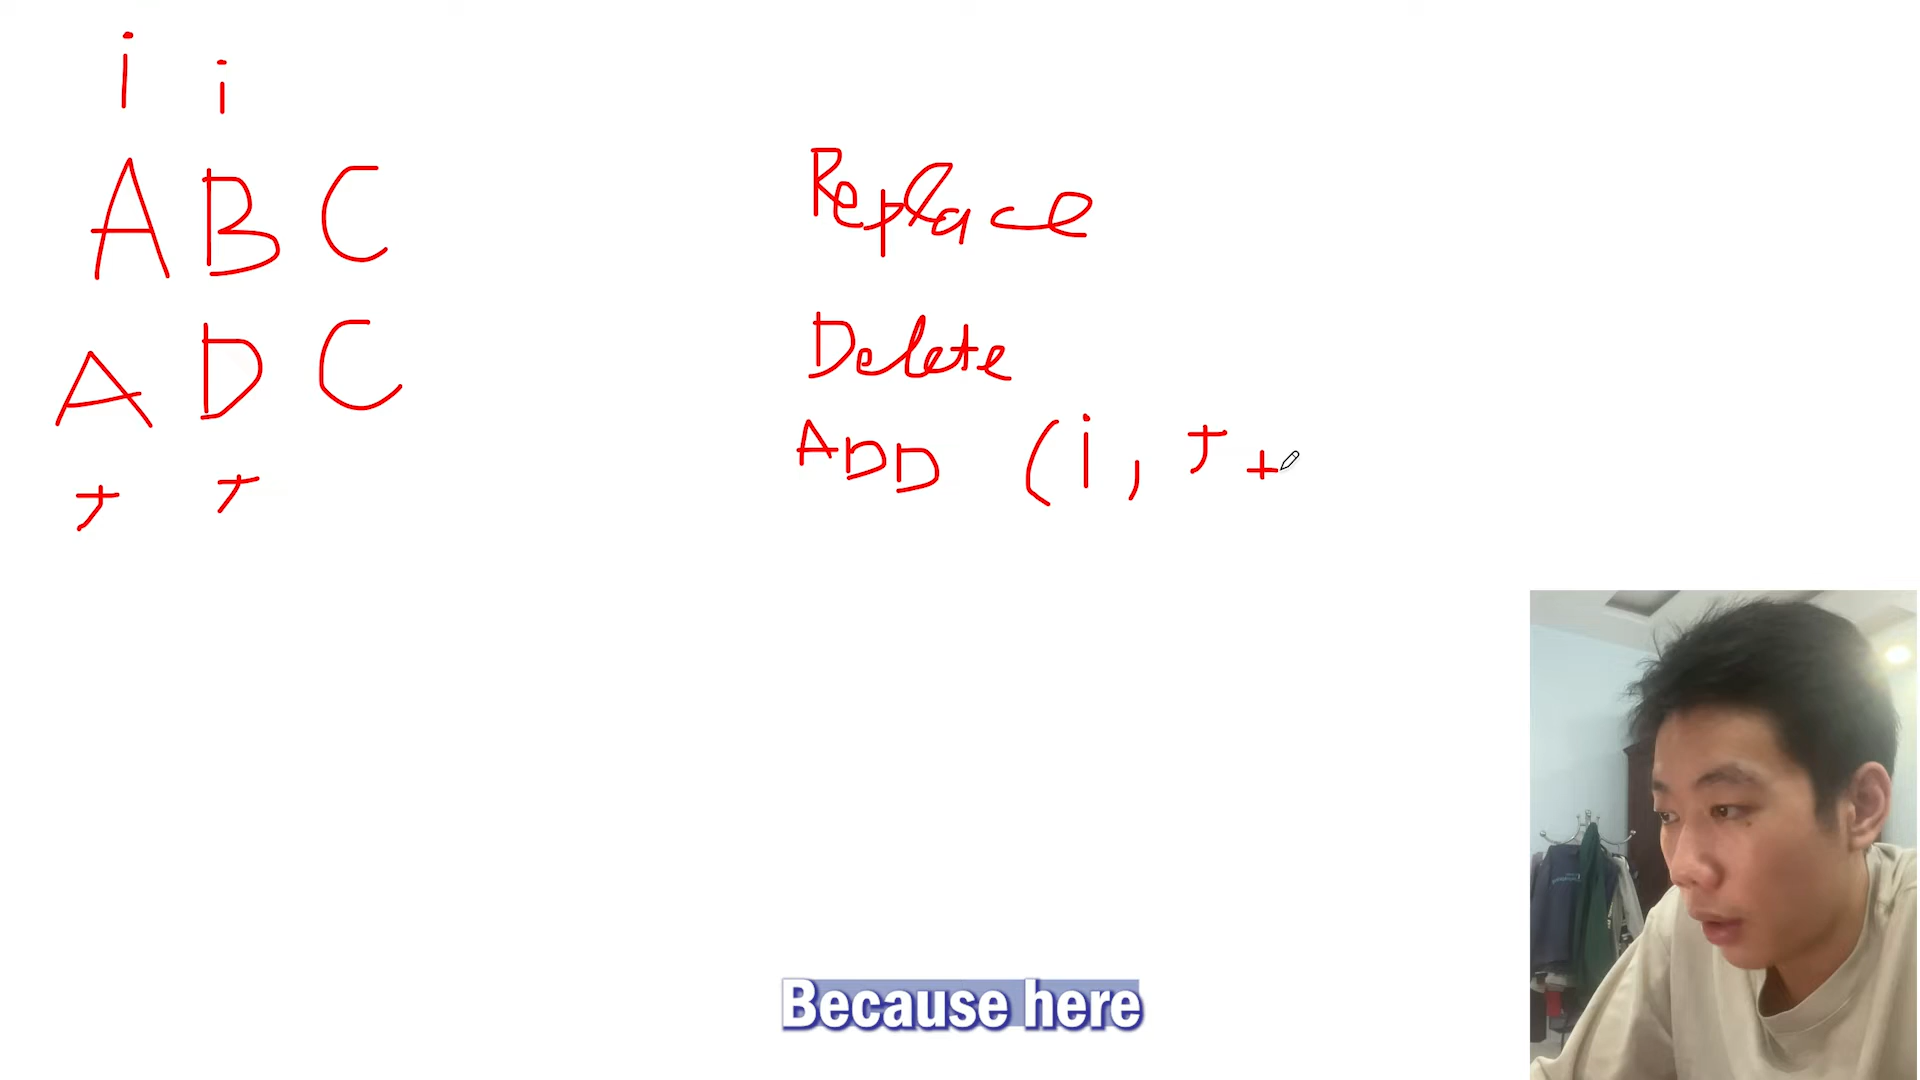 i i
A B C
A D C
J J
Replace
Delete
ADD (i, J +
Because here